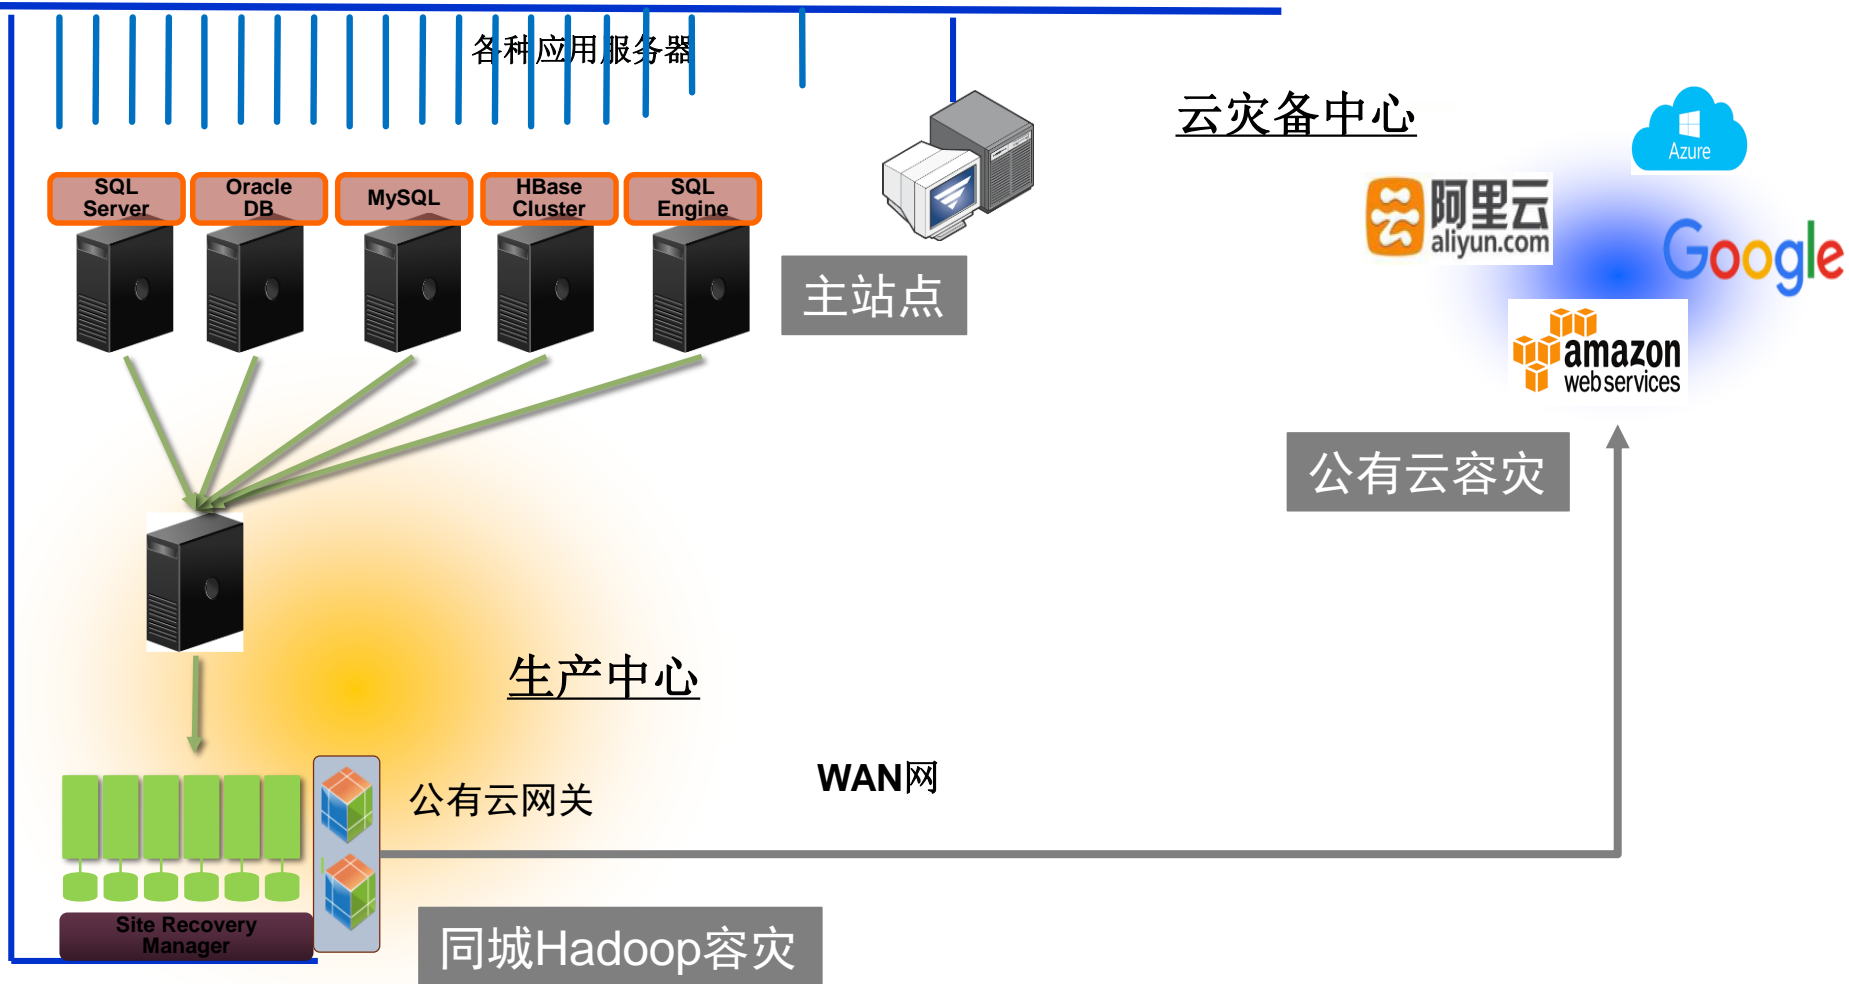 各种应用服务器
云灾备中心
Azure
SQL
Server
Oracle
DB
MySQL
HBase
Cluster
SQL
Engine
阿里云
aliyun.com
Google
主站点
amazon
webservices
公有云容灾
生产中心
WAN网
公有云网关
Site Recovery
Manager
同城Hadoop容灾